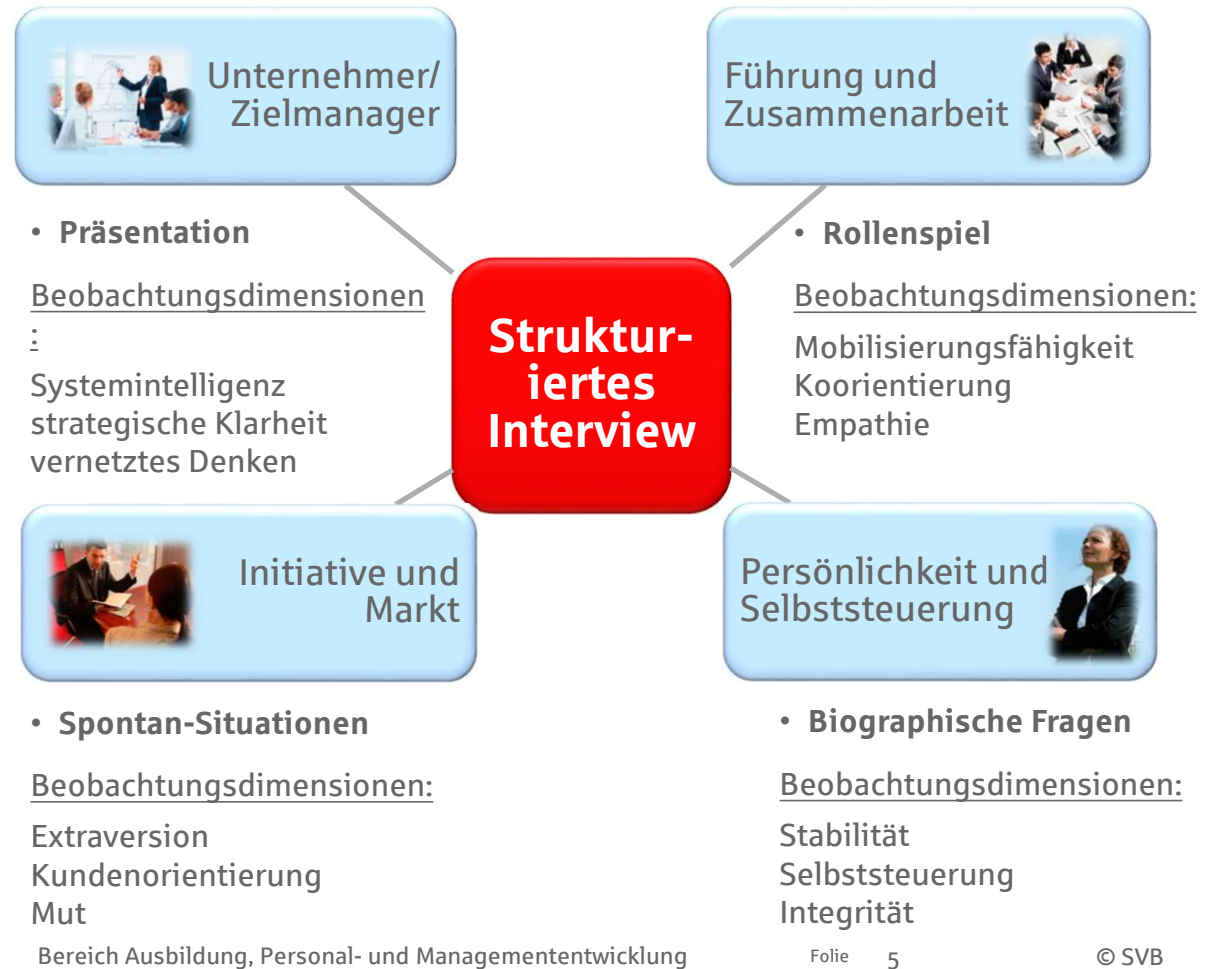 Unternehmer/
Zielmanager
• Präsentation
Beobachtungsdimensionen
:
Systemintelligenz
strategische Klarheit
vernetztes Denken
Führung und
Zusammenarbeit
• Rollenspiel
Beobachtungsdimensionen:
Mobilisierungsfähigkeit
Koorientierung
Empathie
Struktur-
iertes
Interview
Initiative und
Markt
• Spontan-Situationen
Beobachtungsdimensionen:
Extraversion
Kundenorientierung
Mut
Persönlichkeit und
Selbststeuerung
• Biographische Fragen
Beobachtungsdimensionen:
Stabilität
Selbststeuerung
Integrität
Bereich Ausbildung, Personal- und Managemententwicklung Folie 5 © SVB